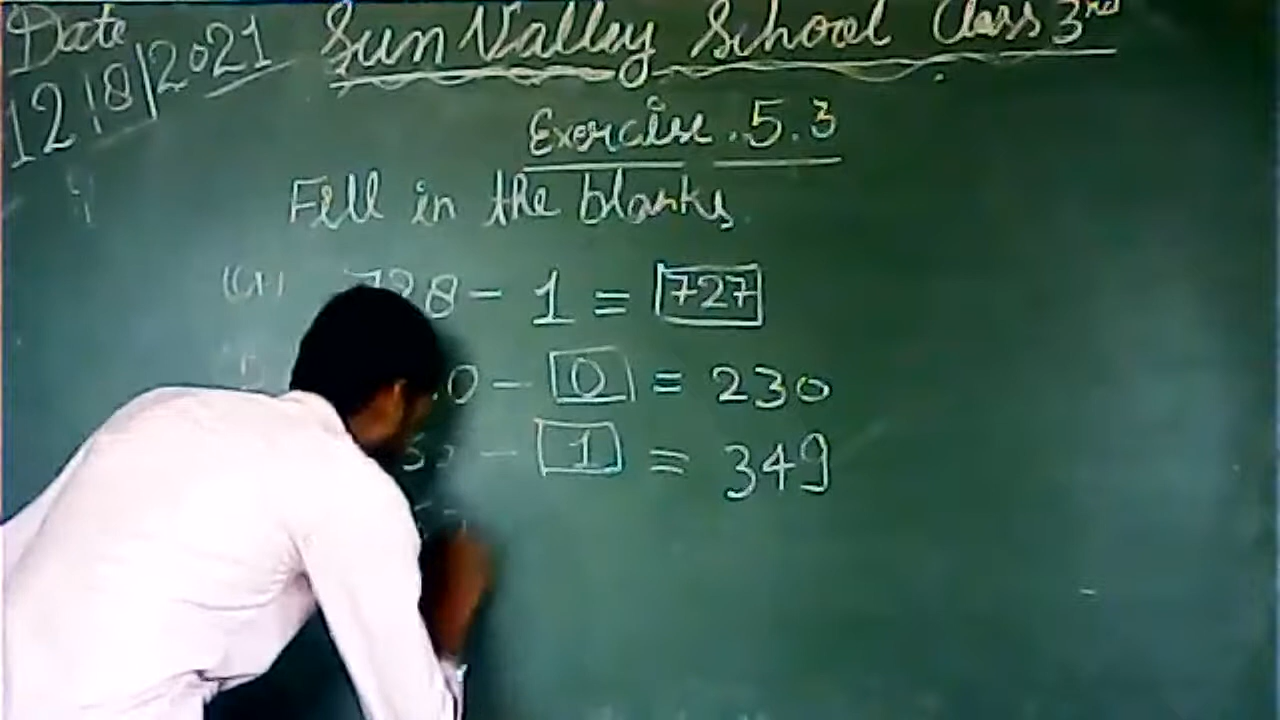 Date
12/8/2021
Sun Valley School Class 3rd
Exercise.5.3
Fill in the blanks
(a) 728 - 1 = 727
0 - 0 = 230
- 1 = 349